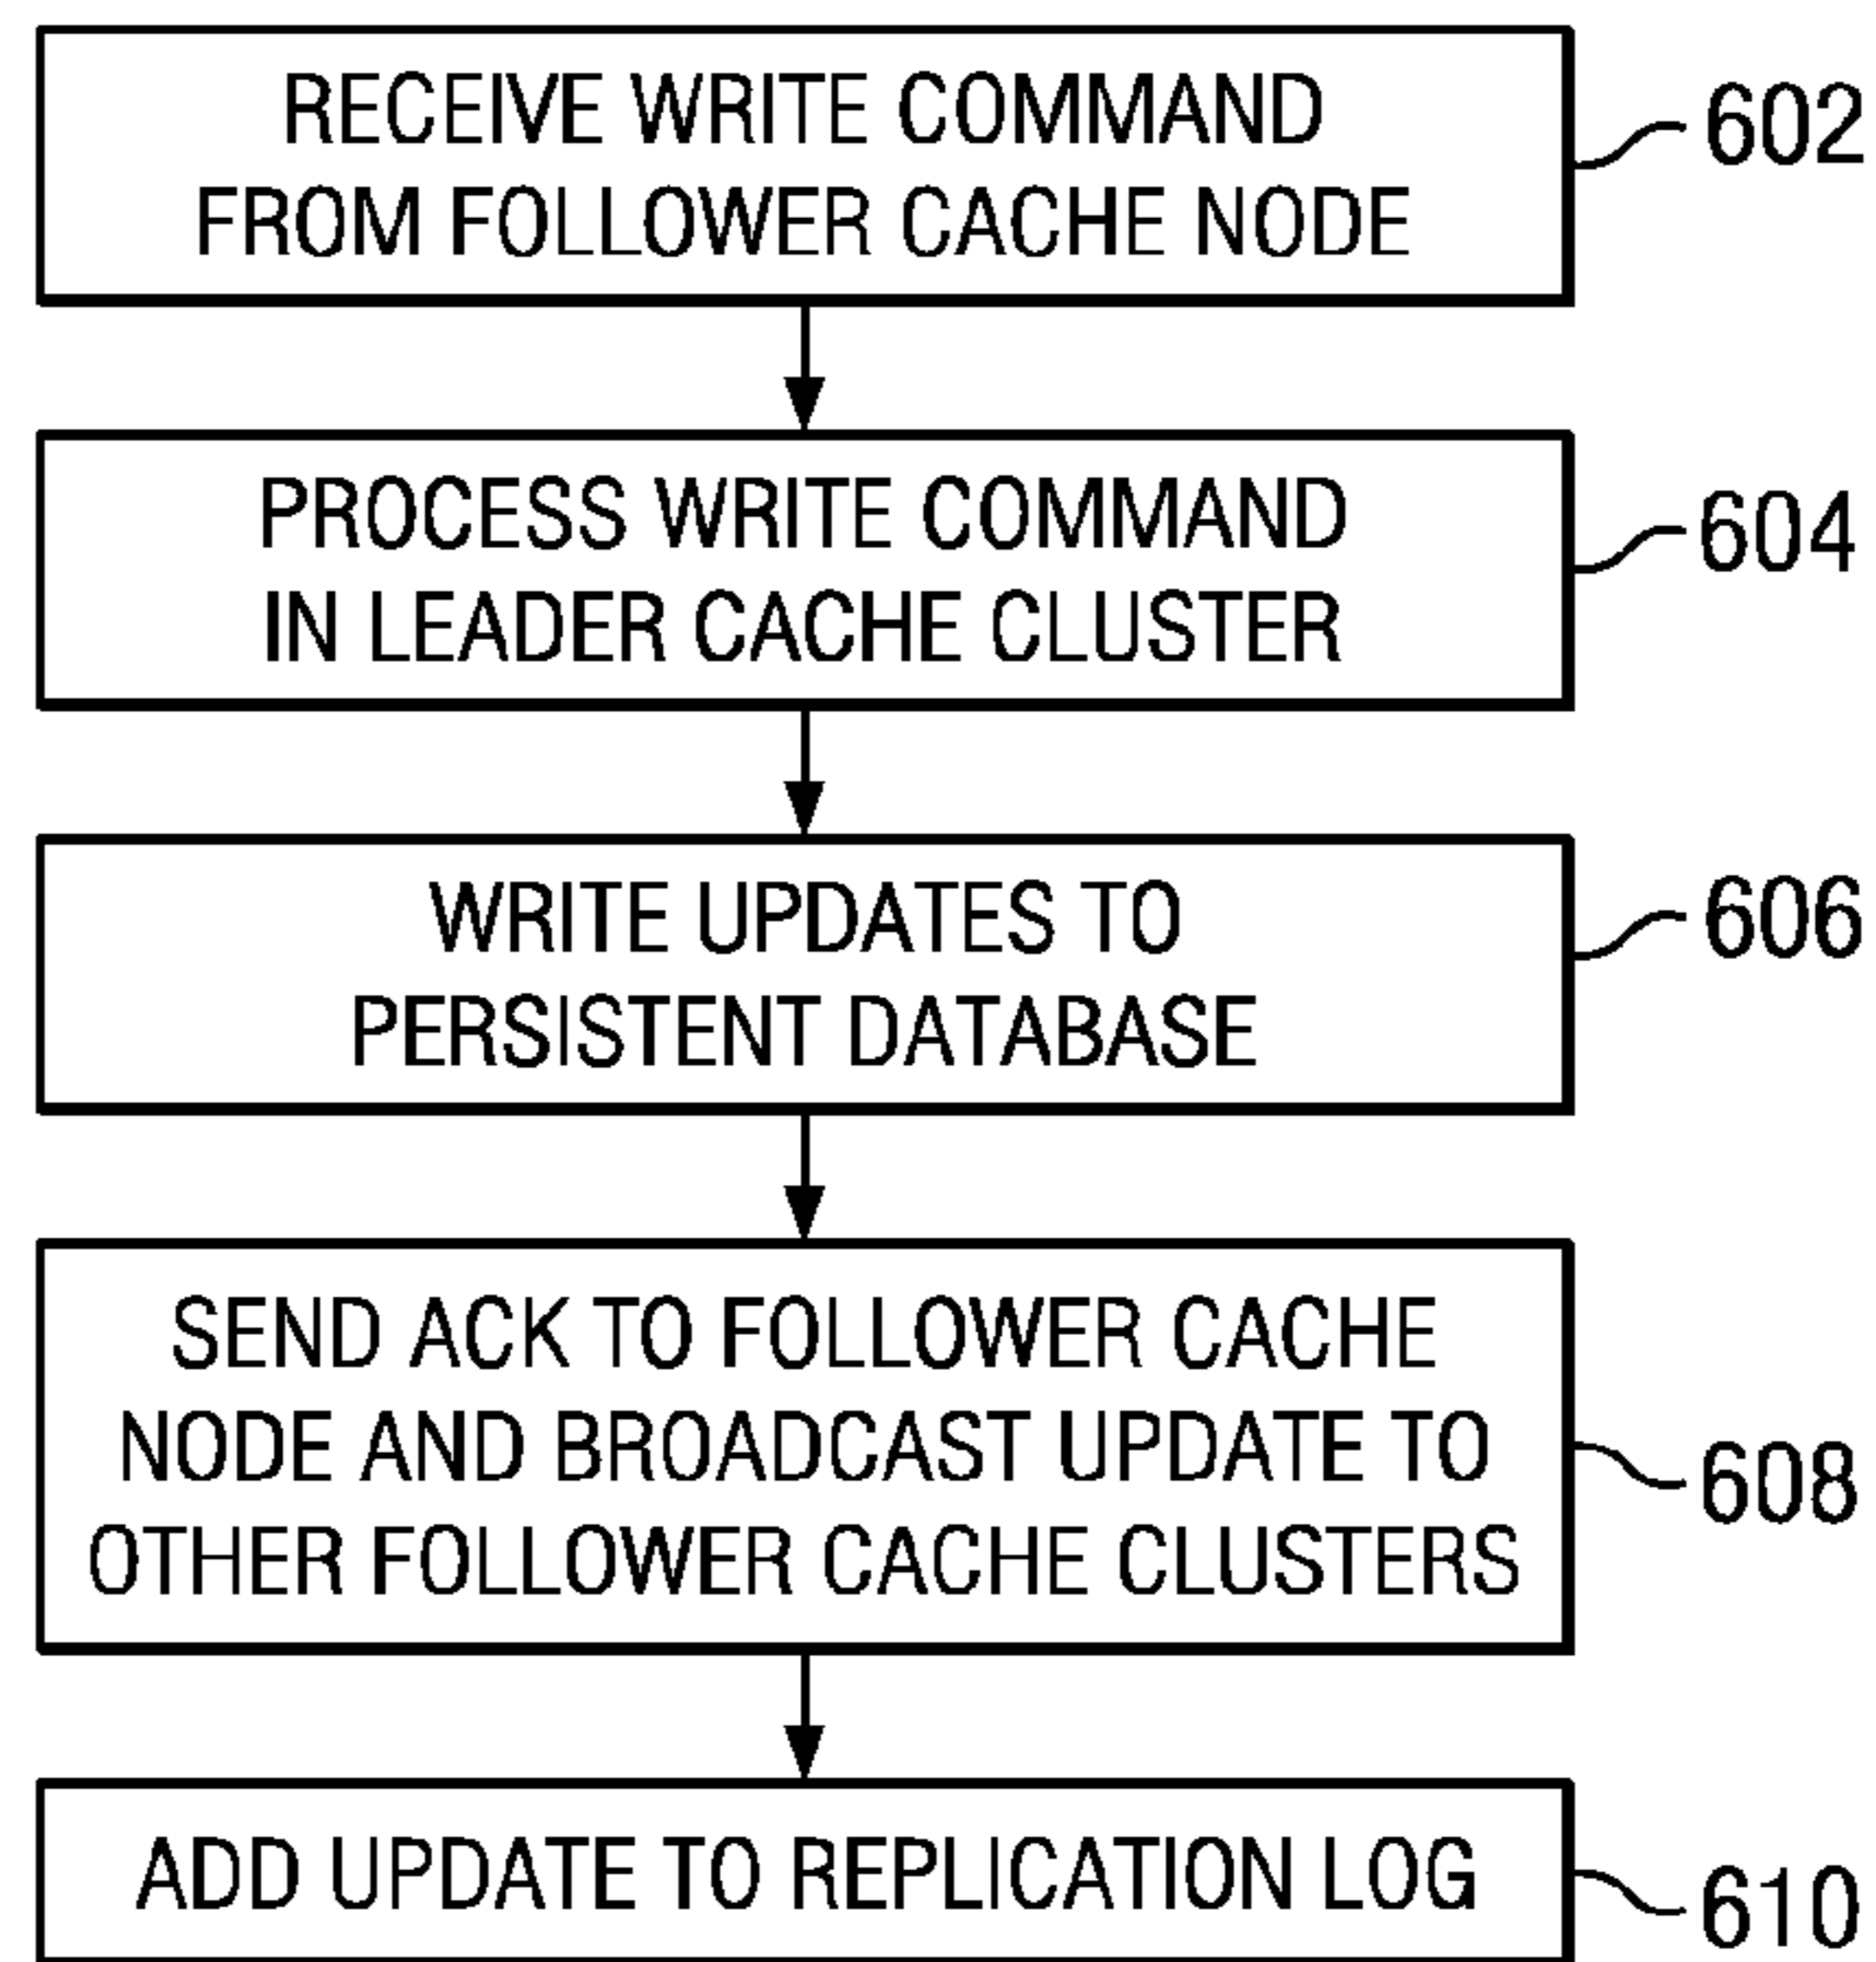 RECEIVE WRITE COMMAND
FROM FOLLOWER CACHE NODE
602
PROCESS WRITE COMMAND
IN LEADER CACHE CLUSTER
604
WRITE UPDATES TO
PERSISTENT DATABASE
606
SEND ACK TO FOLLOWER CACHE
NODE AND BROADCAST UPDATE TO
OTHER FOLLOWER CACHE CLUSTERS
608
ADD UPDATE TO REPLICATION LOG
610